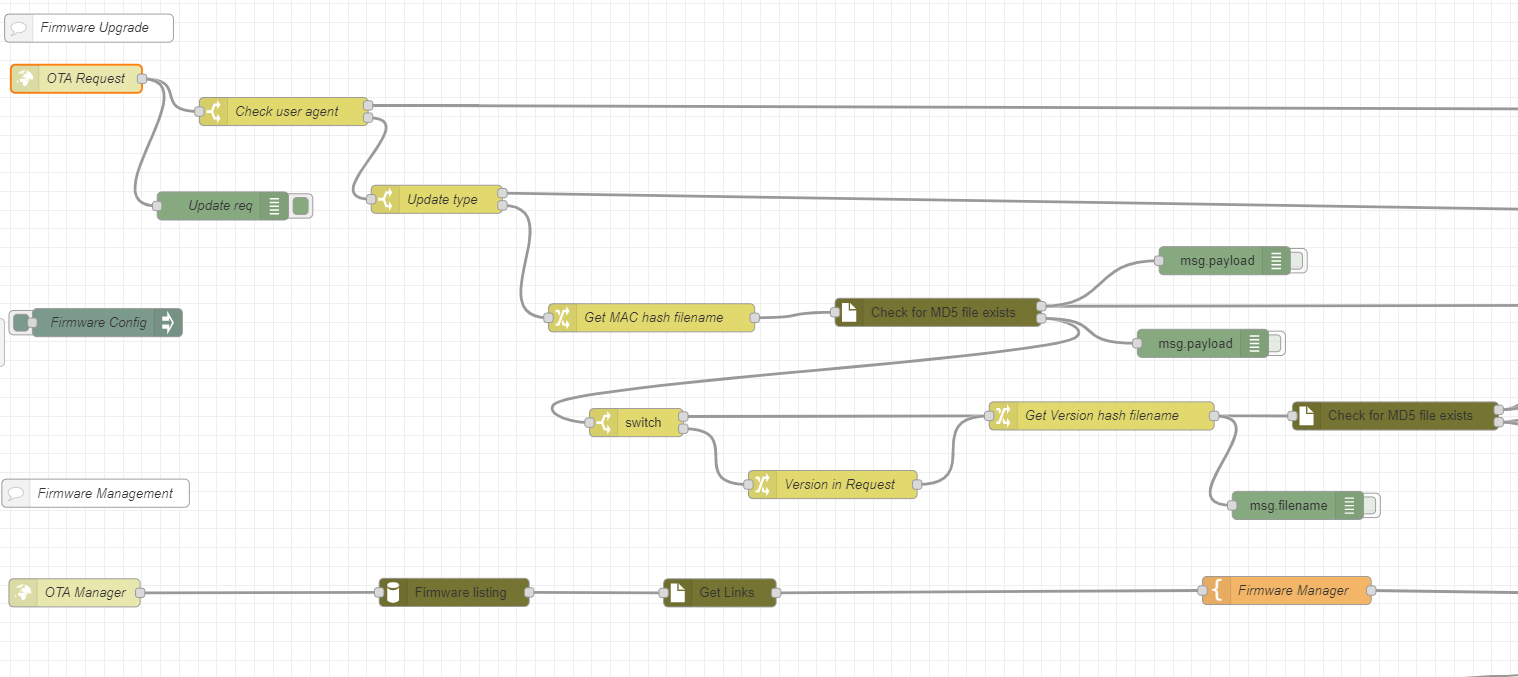 Firmware Upgrade
OTA Request
Check user agent
Update req
Update type
msg.payload
Firmware Config
Get MAC hash filename
Check for MD5 file exists
msg.payload
switch
Get Version hash filename
Check for MD5 file exists
Version in Request
Firmware Management
msg.filename
OTA Manager
Firmware listing
Get Links
Firmware Manager